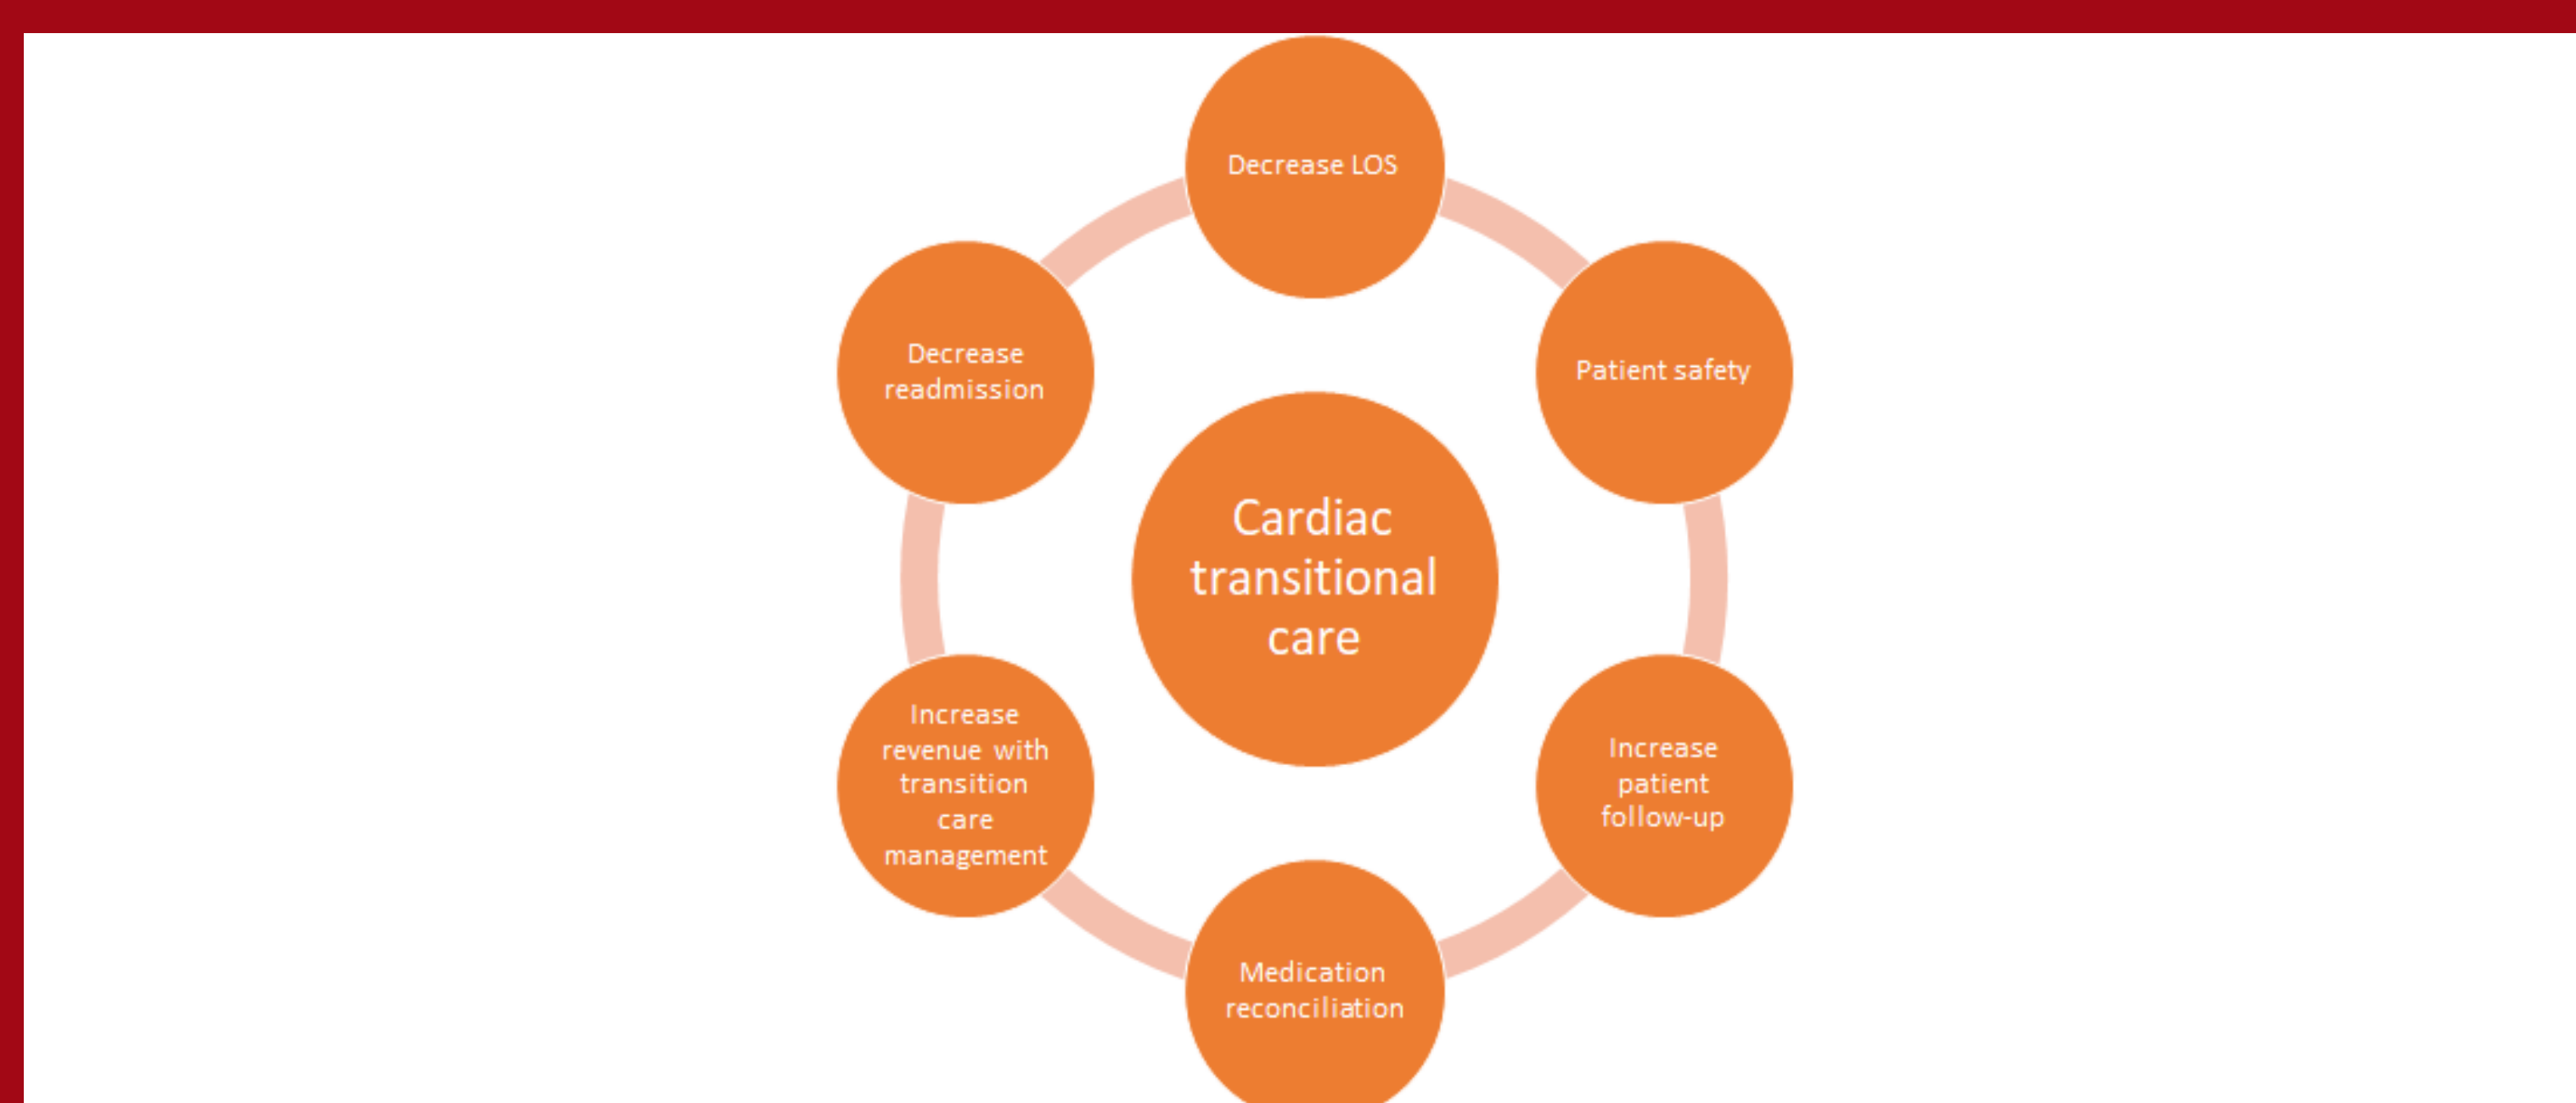 Decrease LOS
Patient safety
Increase
patient
follow-up
Medication
reconciliation
Increase
revenue with
transition
care
management
Decrease
readmission
Cardiac
transitional
care